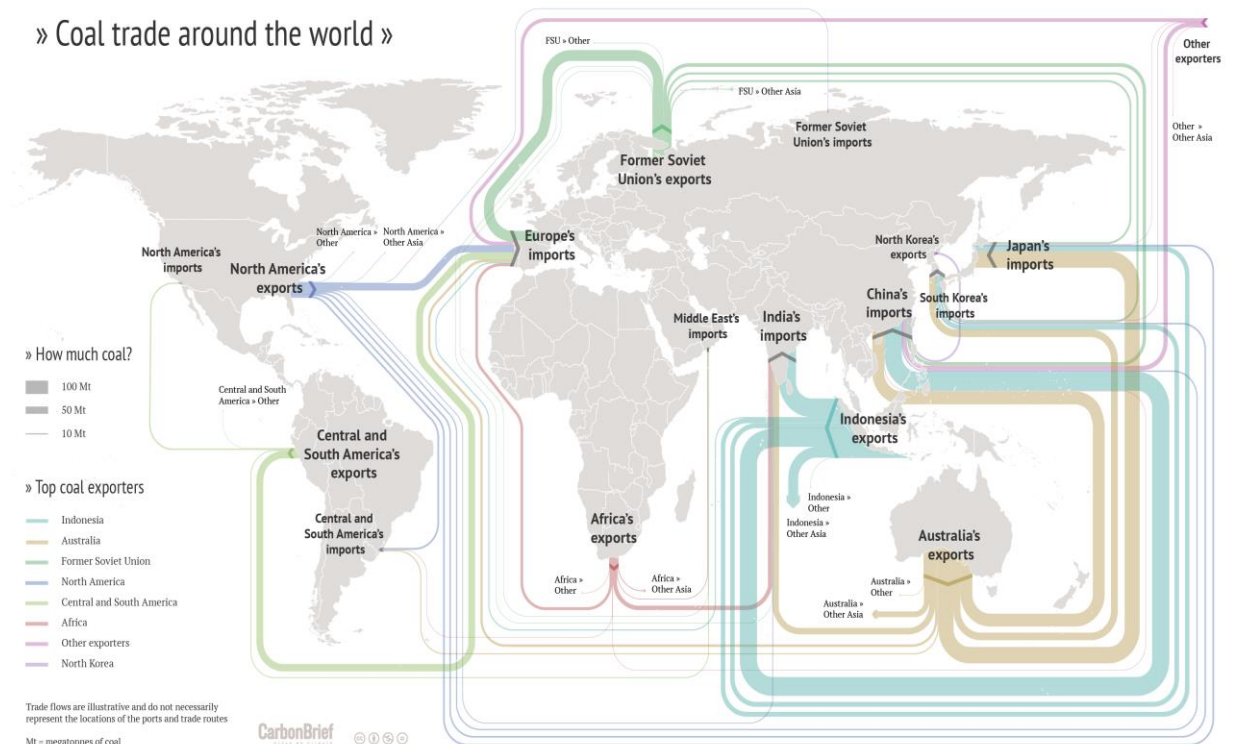 » Coal trade around the world »
FSU » Other
Other
exporters
FSU » Other Asia
Former Soviet
Union's imports
Other »
Other Asia
Former Soviet
Union's exports
North America »
Other
North America »
Other Asia
North America's
imports
North America's
exports
Europe's
imports
North Korea's
exports
Japan's
imports
China's
imports
South Korea's
imports
Middle East's
imports
India's
imports
» How much coal?
100 Mt
50 Mt
10 Mt
Central and South
America » Other
Central and
South America's
exports
Indonesia's
exports
» Top coal exporters
Indonesia
Australia
Former Soviet Union
North America
Central and South America
Africa
Other exporters
North Korea
Central and
South America's
imports
Africa's
exports
Indonesia »
Other
Indonesia »
Other Asia
Australia's
exports
Africa »
Other
Africa »
Other Asia
Australia »
Other
Australia »
Other Asia
Trade flows are illustrative and do not necessarily
represent the locations of the ports and trade routes
Mt = megatonnes of coal
CarbonBrief